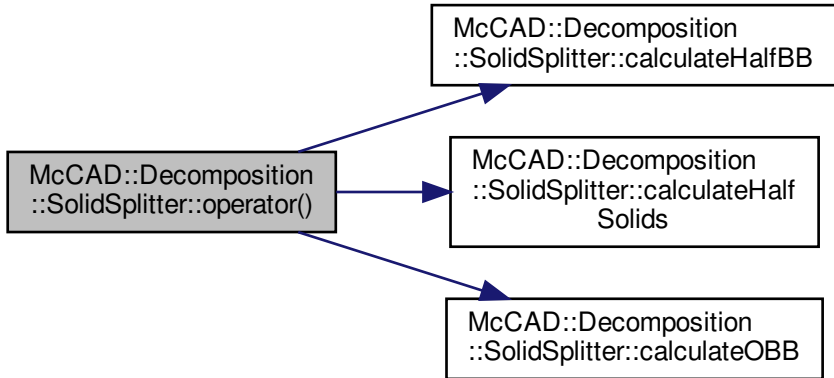 McCAD::Decomposition
::SolidSplitter::operator()
McCAD::Decomposition
::SolidSplitter::calculateHalfBB
McCAD::Decomposition
::SolidSplitter::calculateHalf
Solids
McCAD::Decomposition
::SolidSplitter::calculateOBB